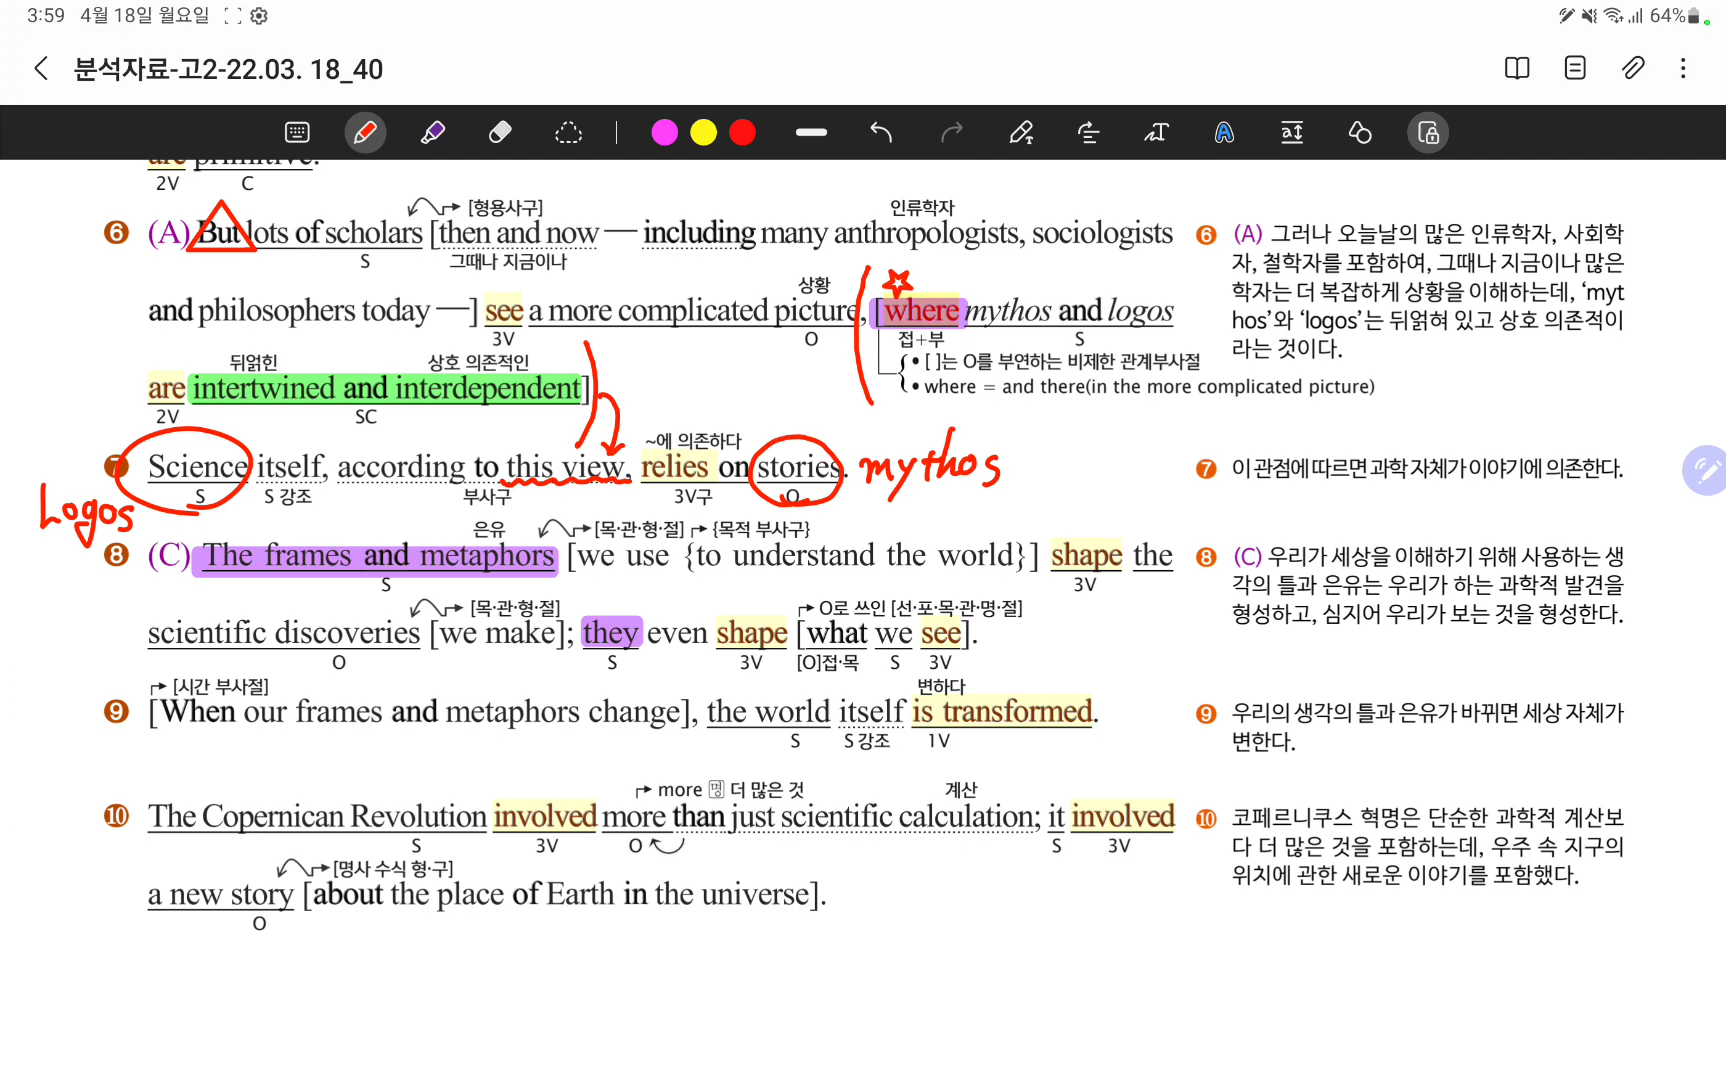 3:59 4월 18일 월요일 64%
분석자료-고2-22.03. 18_40
are primitive.
2V C
[형용사구] 인류학자
❻ (A) But lots of scholars [then and now — including many anthropologists, sociologists
S 그때나 지금이나
상황
and philosophers today —] see a more complicated picture, [where mythos and logos
3V O 접+부 S
뒤얽힌 상호 의존적인 • [ ]는 O를 부연하는 비제한 관계부사절
are intertwined and interdependent]
• where = and there(in the more complicated picture)
2V SC
~에 의존하다
❼ Science itself, according to this view, relies on stories. mythos
S S 강조 부사구 3V구 O
Logos
은유 [목·관·형·절] {목적 부사구}
❽ (C) The frames and metaphors [we use {to understand the world}] shape the
S 3V
[목·관·형·절] O로 쓰인 [선·포·목·관·명·절]
scientific discoveries [we make]; they even shape [what we see].
O S 3V [O]접·목 S 3V
[시간 부사절] 변하다
❾ [When our frames and metaphors change], the world itself is transformed.
S S 강조 1V
more 명 더 많은 것 계산
❿ The Copernican Revolution involved more than just scientific calculation; it involved
S 3V O S 3V
[명사 수식 형·구]
a new story [about the place of Earth in the universe].
O
❻ (A) 그러나 오늘날의 많은 인류학자, 사회학
자, 철학자를 포함하여, 그때나 지금이나 많은
학자는 더 복잡하게 상황을 이해하는데, ‘myt
hos’와 ‘logos’는 뒤얽혀 있고 상호 의존적이
라는 것이다.
❼ 이 관점에 따르면 과학 자체가 이야기에 의존한다.
❽ (C) 우리가 세상을 이해하기 위해 사용하는 생
각의 틀과 은유는 우리가 하는 과학적 발견을
형성하고, 심지어 우리가 보는 것을 형성한다.
❾ 우리의 생각의 틀과 은유가 바뀌면 세상 자체가
변한다.
❿ 코페르니쿠스 혁명은 단순한 과학적 계산보
다 더 많은 것을 포함하는데, 우주 속 지구의
위치에 관한 새로운 이야기를 포함했다.